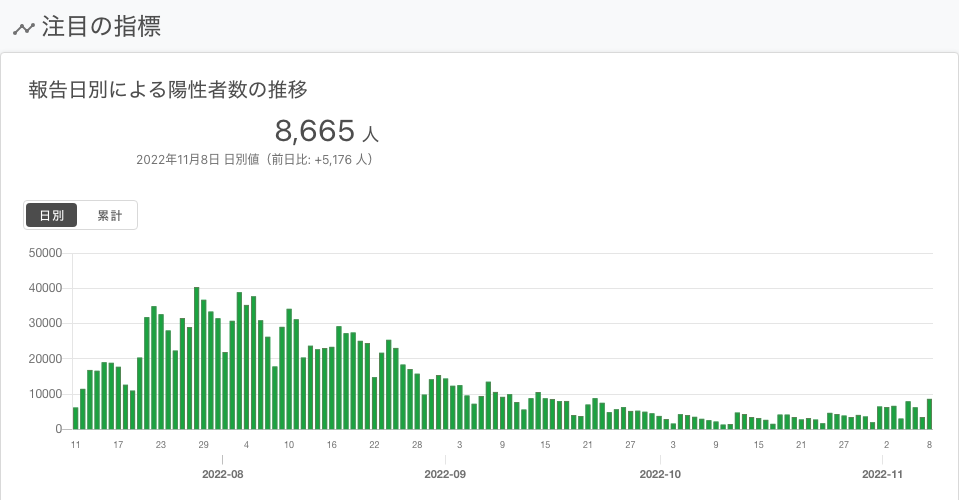 注目の指標
報告日別による陽性者数の推移
8,665 人
2022年11月8日 日別値（前日比: +5,176 人）
日別 累計
50000
40000
30000
20000
10000
0
11 17 23 29 4 10 16 22 28 3 9 15 21 27 3 9 15 21 27 2 8
2022-08 2022-09 2022-10 2022-11